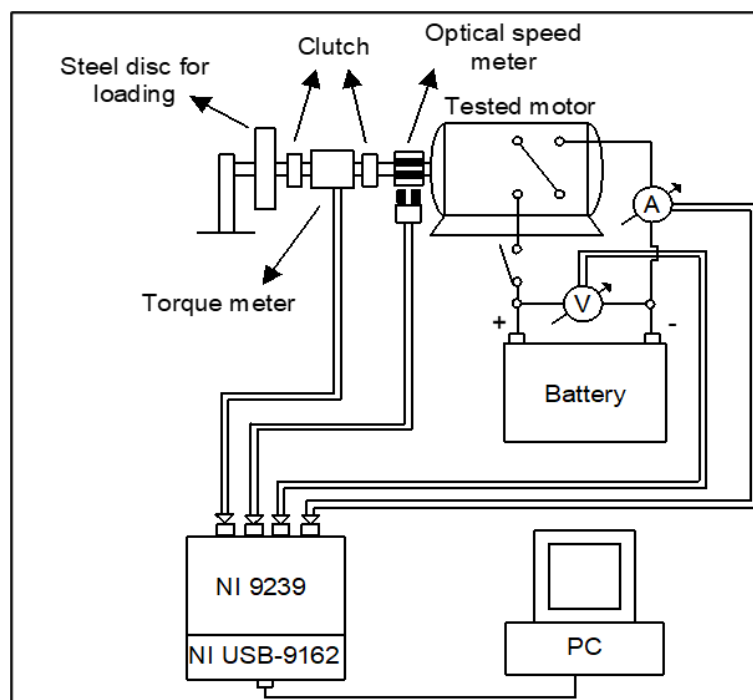 Steel disc for
loading
Clutch
Optical speed
meter
Tested motor
A
Torque meter
V
+
-
Battery
NI 9239
NI USB-9162
PC